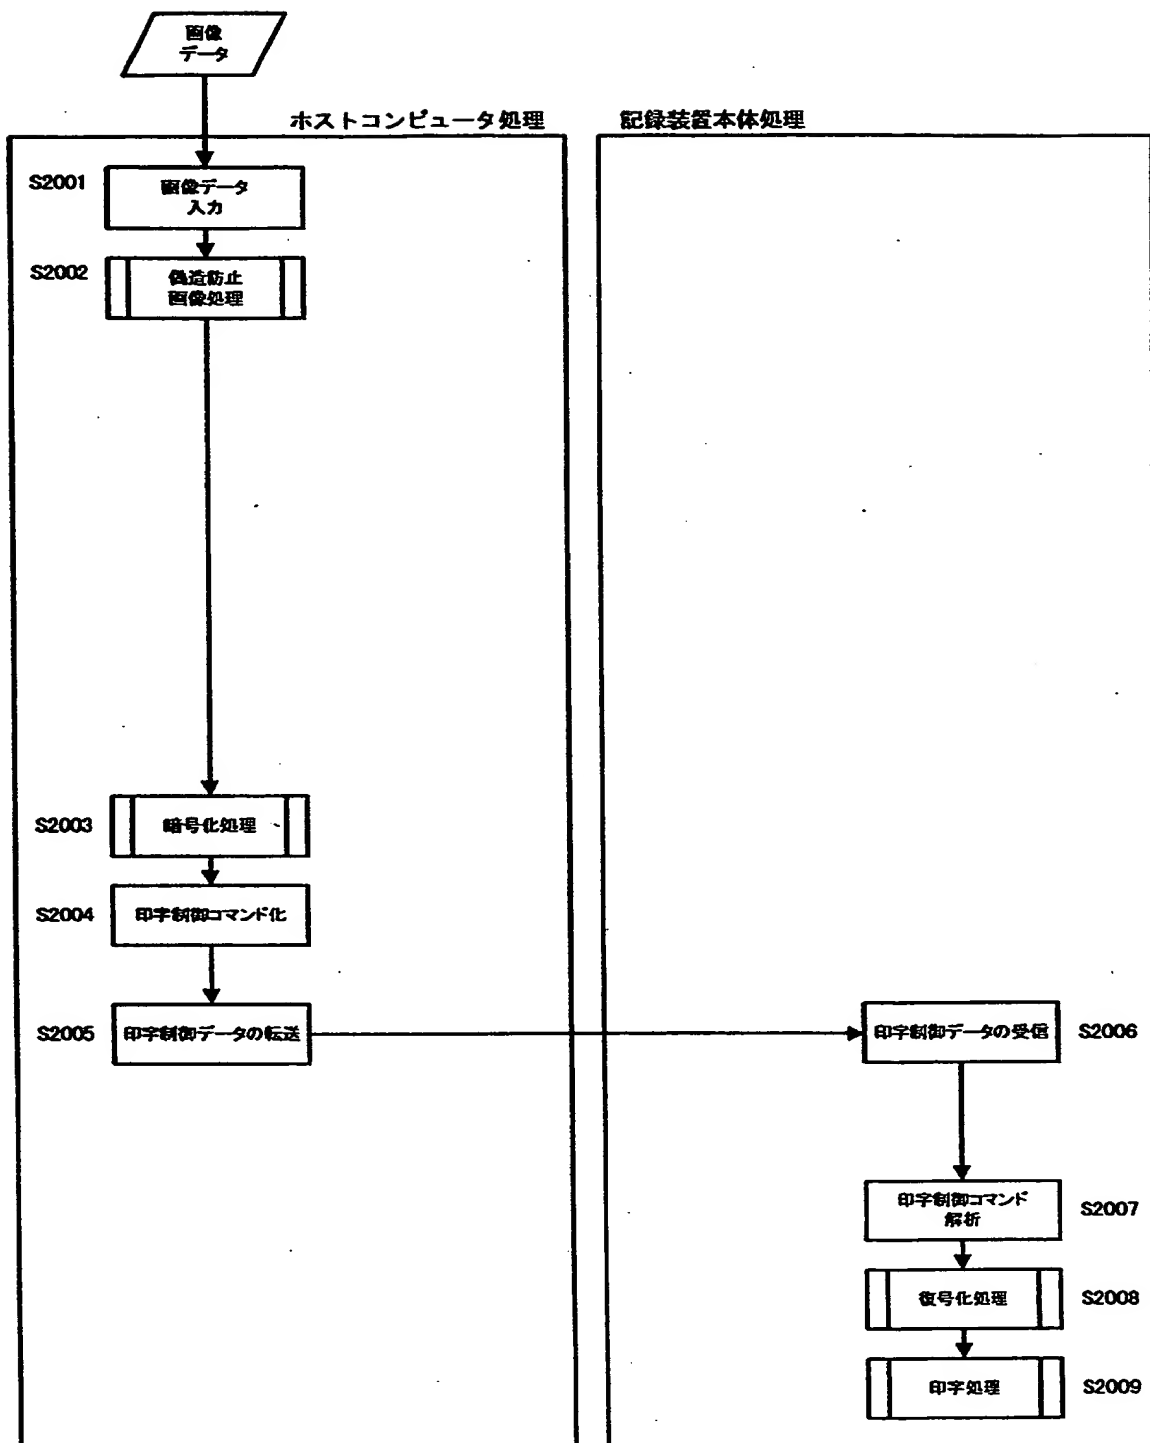 画像
データ
ホストコンピュータ処理
記録装置本体処理
S2001
画像データ
入力
S2002
偽造防止
画像処理
S2003
暗号化処理
S2004
印字制御コマンド化
S2005
印字制御データの転送
印字制御データの受信
S2006
印字制御コマンド
解析
S2007
復号化処理
S2008
印字処理
S2009